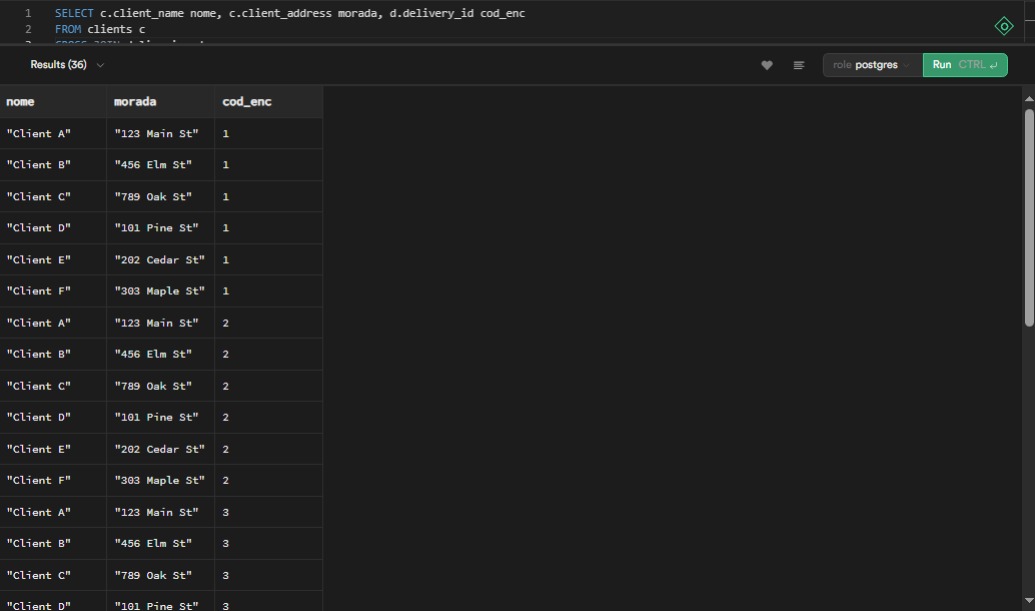 1 SELECT c.client_name nome, c.client_address morada, d.delivery_id cod_enc
2 FROM clients c
Results (36)
role postgres
Run CTRL ↵
nome morada cod_enc
"Client A" "123 Main St" 1
"Client B" "456 Elm St" 1
"Client C" "789 Oak St" 1
"Client D" "101 Pine St" 1
"Client E" "202 Cedar St" 1
"Client F" "303 Maple St" 1
"Client A" "123 Main St" 2
"Client B" "456 Elm St" 2
"Client C" "789 Oak St" 2
"Client D" "101 Pine St" 2
"Client E" "202 Cedar St" 2
"Client F" "303 Maple St" 2
"Client A" "123 Main St" 3
"Client B" "456 Elm St" 3
"Client C" "789 Oak St" 3
"Client D" "101 Pine St" 3